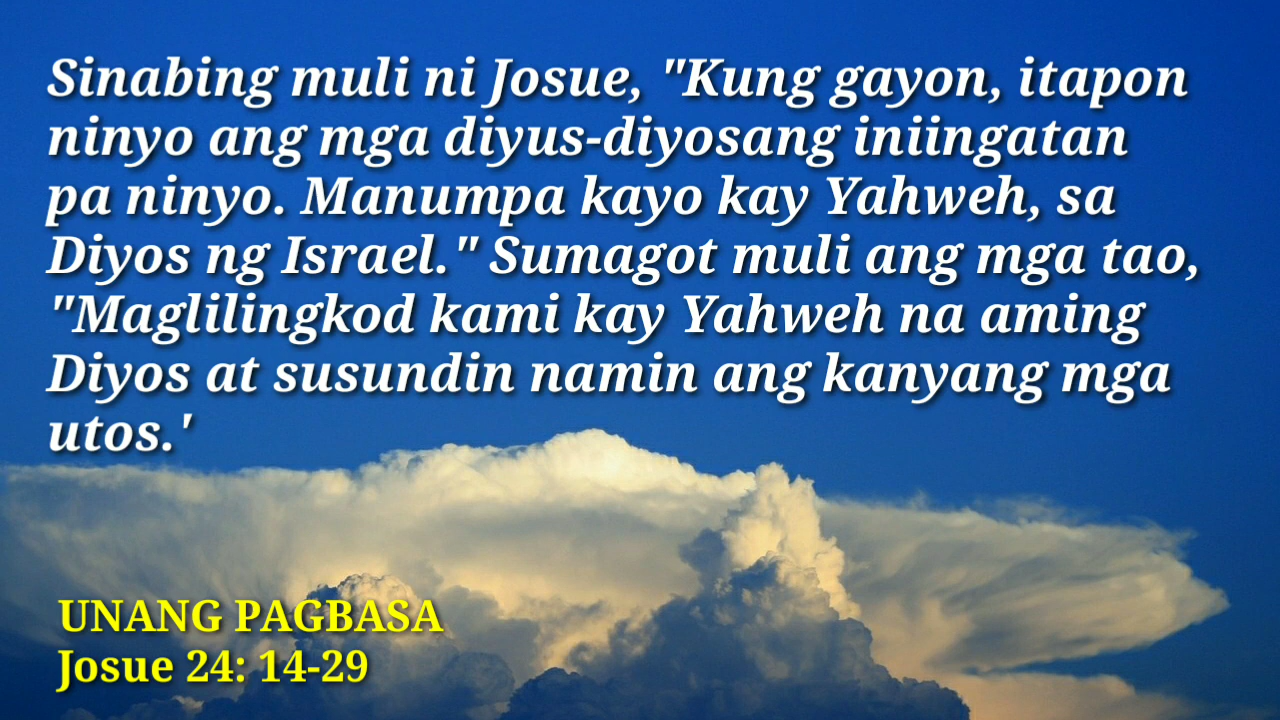 Sinabing muli ni Josue, "Kung gayon, itapon
ninyo ang mga diyus-diyosang iniingatan
pa ninyo. Manumpa kayo kay Yahweh, sa
Diyos ng Israel." Sumagot muli ang mga tao,
"Maglilingkod kami kay Yahweh na aming
Diyos at susundin namin ang kanyang mga
utos.'
UNANG PAGBASA
Josue 24: 14-29